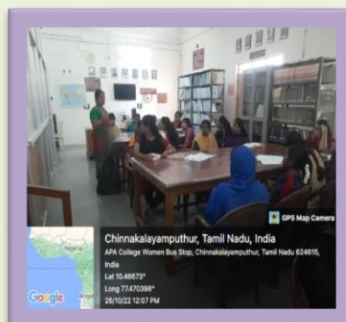 GPS Map Camera
Chinnakalayamputhur, Tamil Nadu, India
APA College Women Bus Stop, Chinnakalayamputhur, Tamil Nadu 624615,
India
Lat 10.46673°
Long 77.470398°
26/10/22 12:07 PM
Nigeria
Google